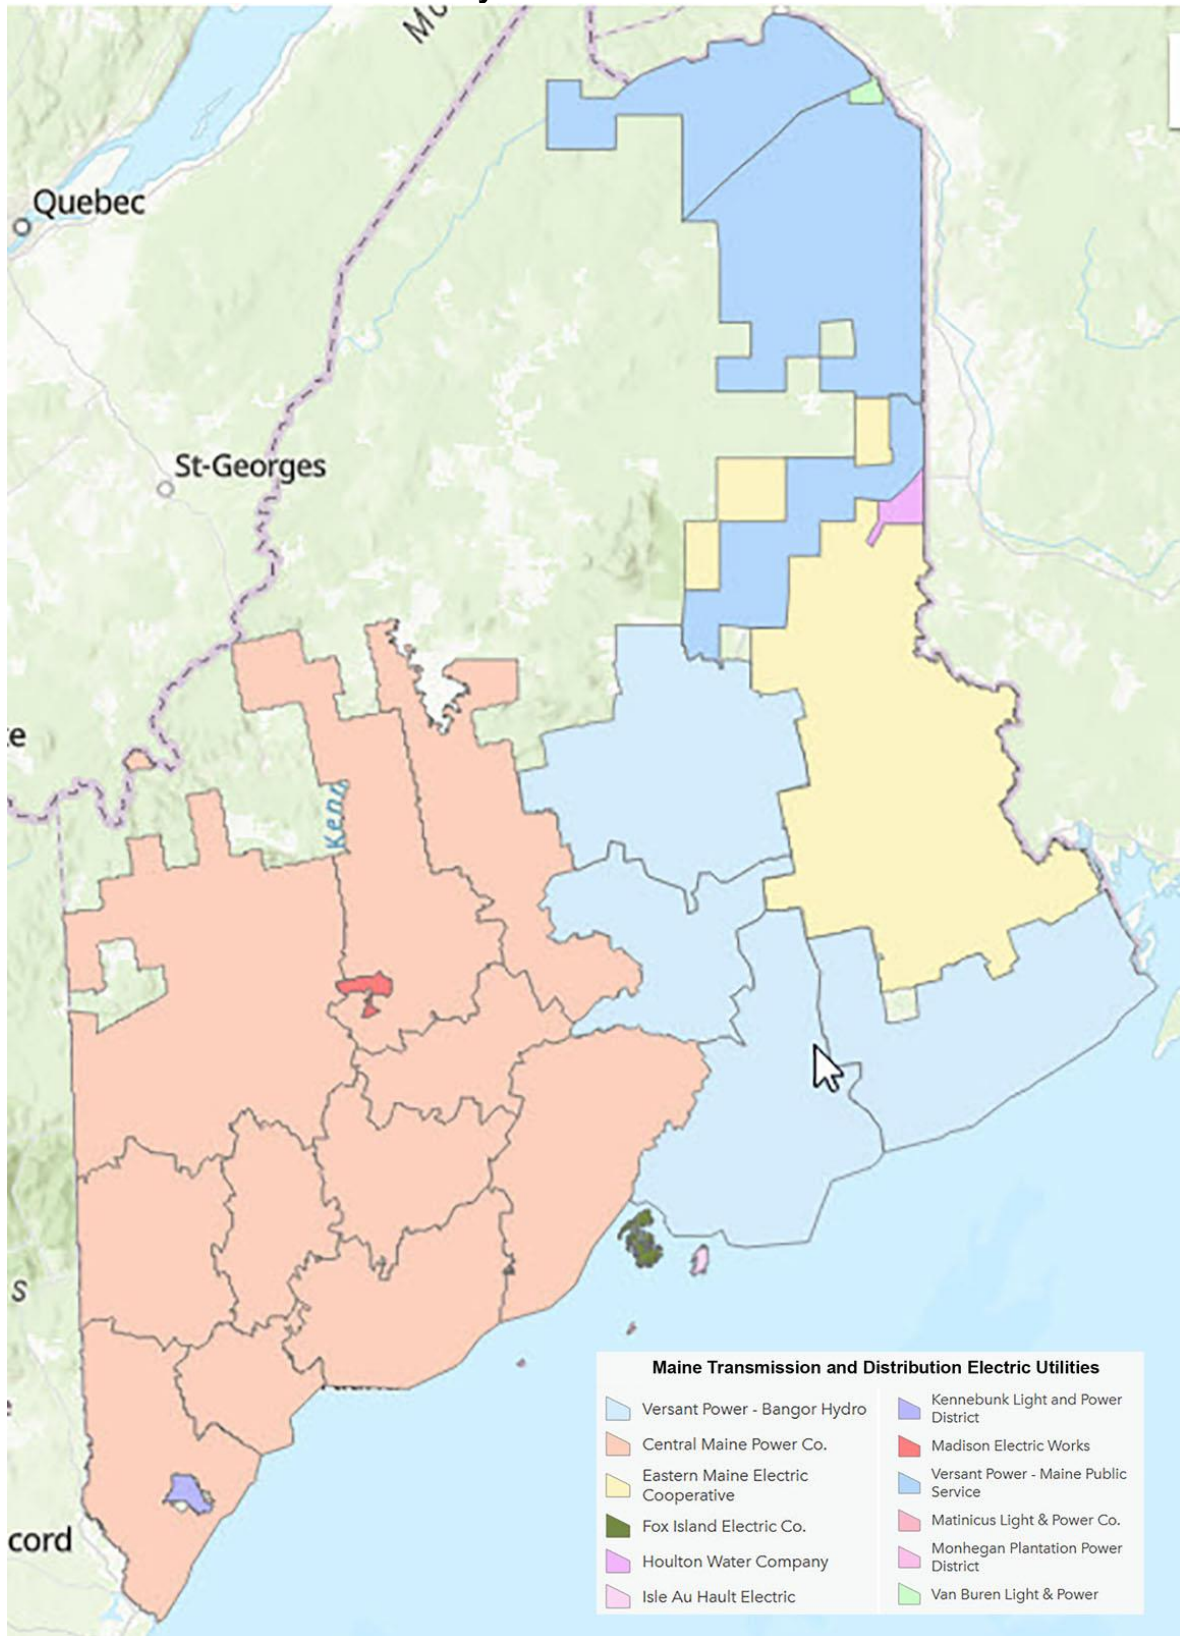 Mo
Quebec
St-Georges
te
Kenn
S
cord
Maine Transmission and Distribution Electric Utilities
Versant Power - Bangor Hydro
Central Maine Power Co.
Eastern Maine Electric
Cooperative
Fox Island Electric Co.
Houlton Water Company
Isle Au Hault Electric
Kennebunk Light and Power
District
Madison Electric Works
Versant Power - Maine Public
Service
Matinicus Light & Power Co.
Monhegan Plantation Power
District
Van Buren Light & Power